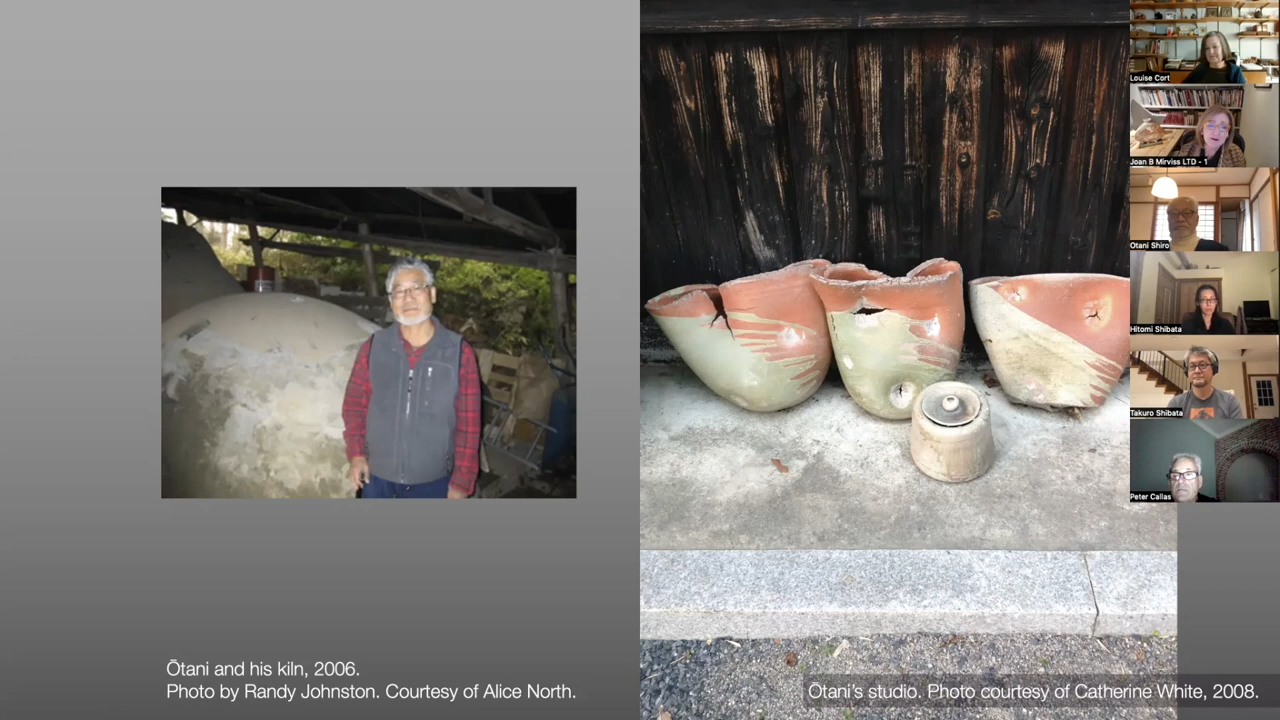 Louise Cort
Joan B Mirviss LTD - 1
Otani Shiro
Hitomi Shibata
Takuro Shibata
Peter Callas
Ōtani and his kiln, 2006.
Photo by Randy Johnston. Courtesy of Alice North.
Ōtani's studio. Photo courtesy of Catherine White, 2008.